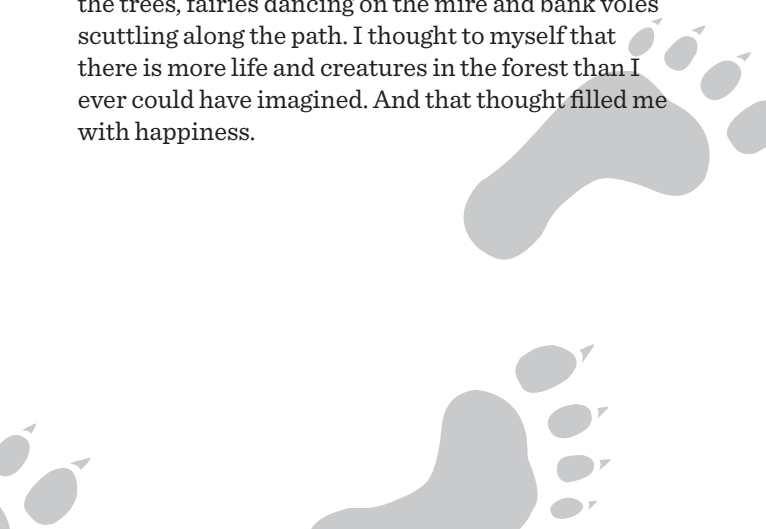 the trees, fairies dancing on the mire and bank voles
scuttling along the path. I thought to myself that
there is more life and creatures in the forest than I
ever could have imagined. And that thought filled me
with happiness.